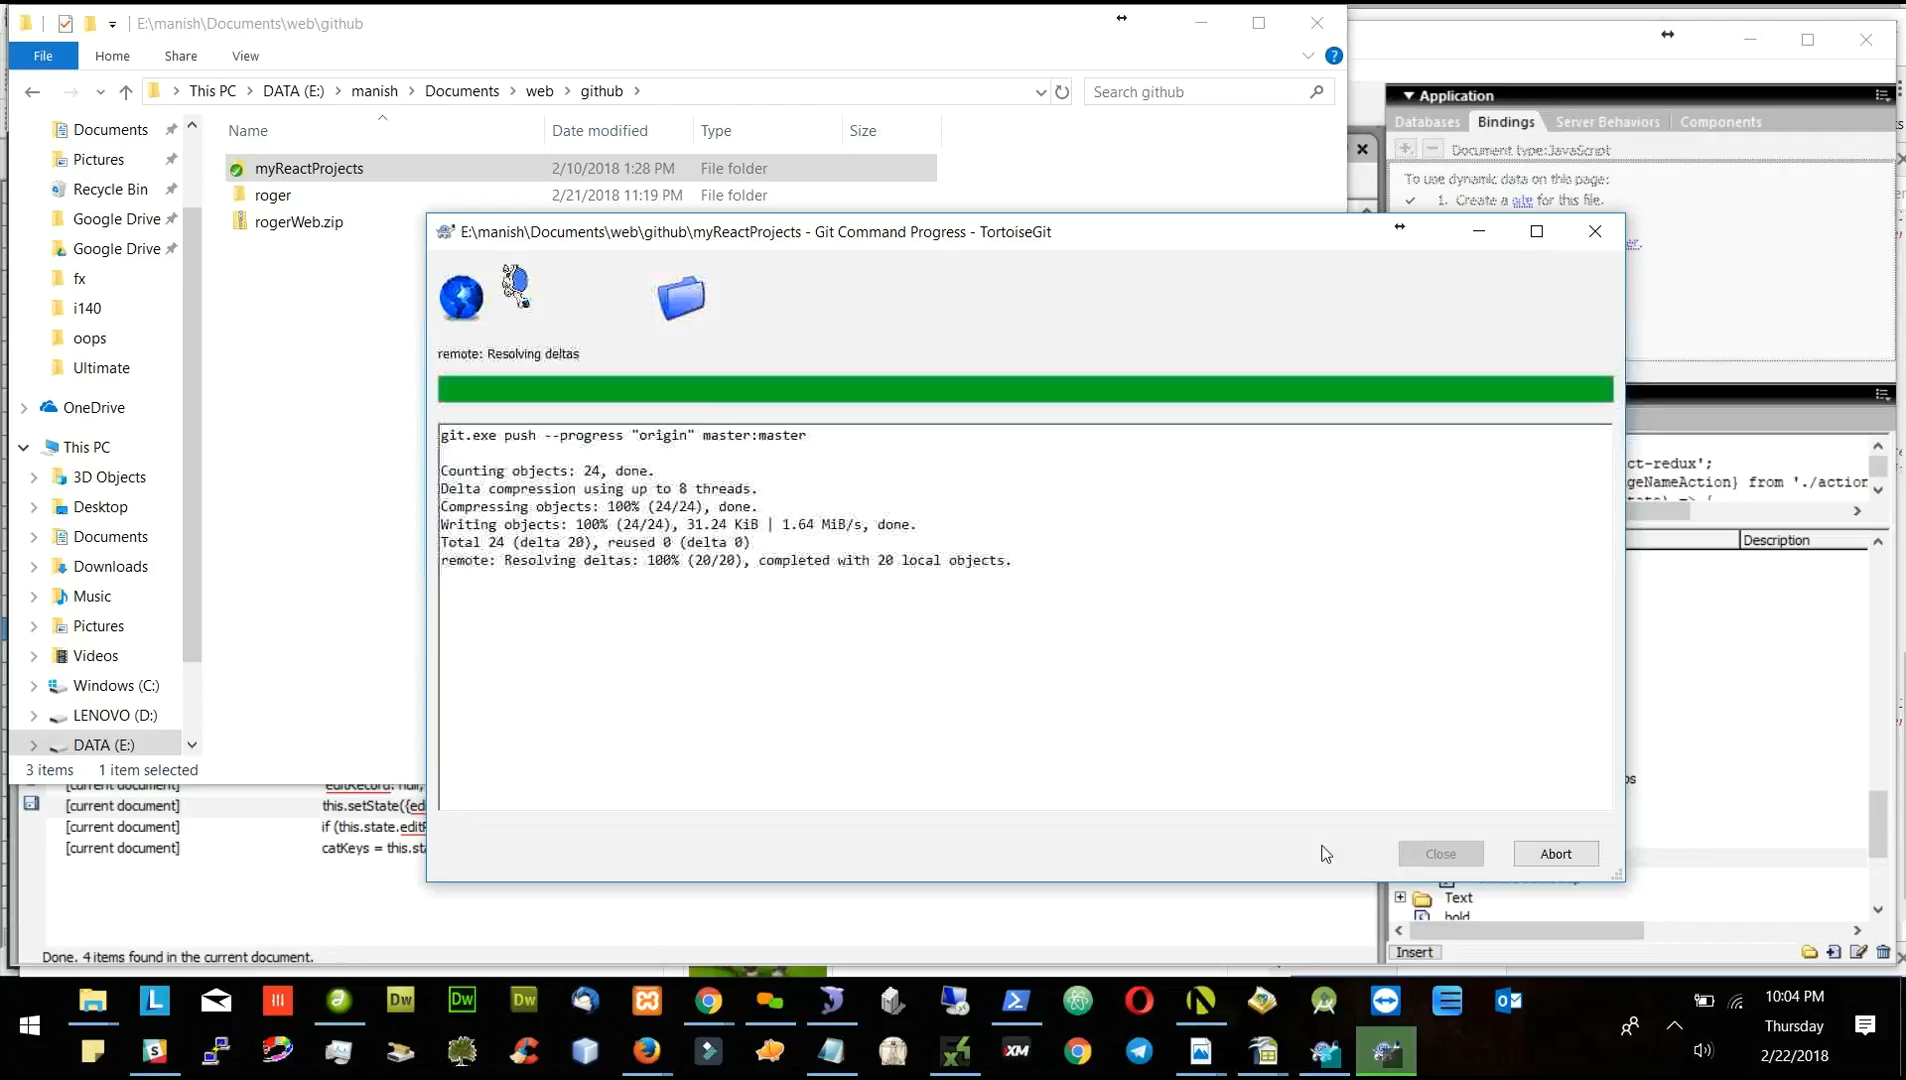 E:\manish\Documents\web\github
File Home Share View
This PC DATA (E:) manish Documents web github
Search github
Name Date modified Type Size
myReactProjects 2/10/2018 1:28 PM File folder
roger 2/21/2018 11:19 PM File folder
rogerWeb.zip
Documents
Pictures
Recycle Bin
Google Drive
Google Drive
fx
i140
oops
Ultimate
OneDrive
This PC
3D Objects
Desktop
Documents
Downloads
Music
Pictures
Videos
Windows (C:)
LENOVO (D:)
DATA (E:)
3 items 1 item selected
E:\manish\Documents\web\github\myReactProjects - Git Command Progress - TortoiseGit
remote: Resolving deltas
git.exe push --progress "origin" master:master
Counting objects: 24, done.
Delta compression using up to 8 threads.
Compressing objects: 100% (24/24), done.
Writing objects: 100% (24/24), 31.24 KiB | 1.64 MiB/s, done.
Total 24 (delta 20), reused 0 (delta 0)
remote: Resolving deltas: 100% (20/20), completed with 20 local objects.
Close Abort
Application
Databases Bindings Server Behaviors Components
Document type:JavaScript
To use dynamic data on this page:
1. Create a site for this file.
ct-redux';
geNameAction} from './action
Description
Text
bold
Insert
[current document] editRecord: null,
[current document] this.setState({ed
[current document] if (this.state.edit
[current document] catKeys = this.sta
Done. 4 items found in the current document.
10:04 PM
Thursday
2/22/2018